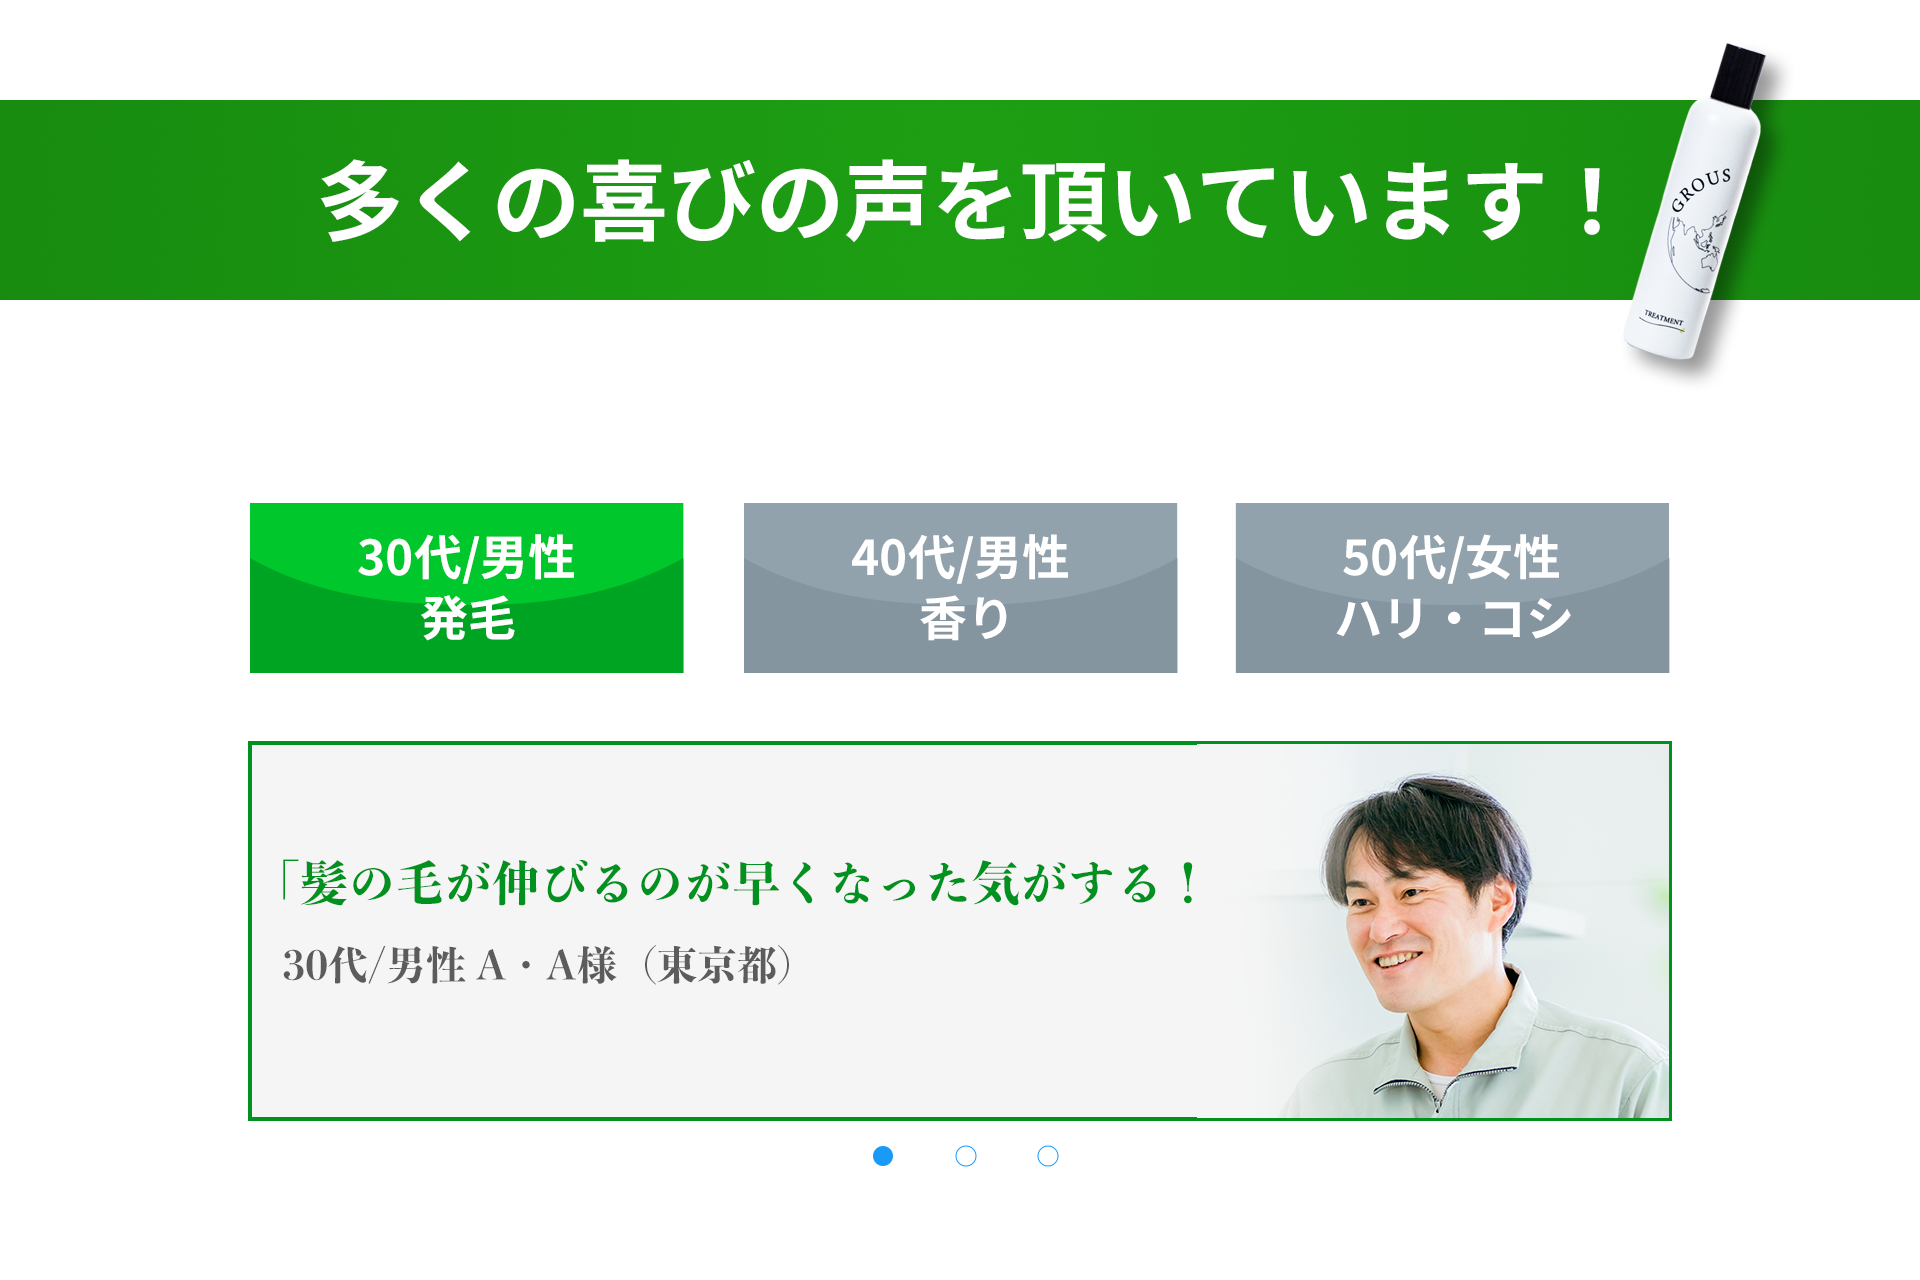 多くの喜びの声を頂いています！
GROUS
TREATMENT
30代/男性
発毛
40代/男性
香り
50代/女性
ハリ・コシ
「髪の毛が伸びるのが早くなった気がする！
30代/男性 A・A様（東京都）